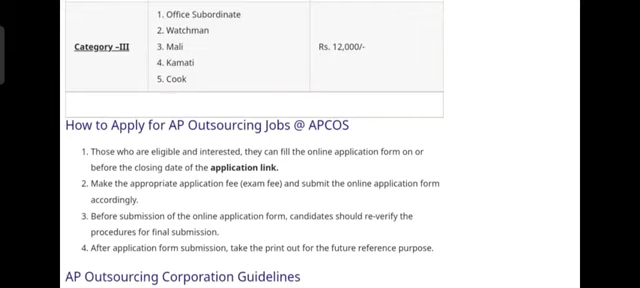 1. Office Subordinate
2. Watchman
Category –III
3. Mali
Rs. 12,000/-
4. Kamati
5. Cook
How to Apply for AP Outsourcing Jobs @ APCOS
1. Those who are eligible and interested, they can fill the online application form on or
before the closing date of the application link.
2. Make the appropriate application fee (exam fee) and submit the online application form
accordingly.
3. Before submission of the online application form, candidates should re-verify the
procedures for final submission.
4. After application form submission, take the print out for the future reference purpose.
AP Outsourcing Corporation Guidelines